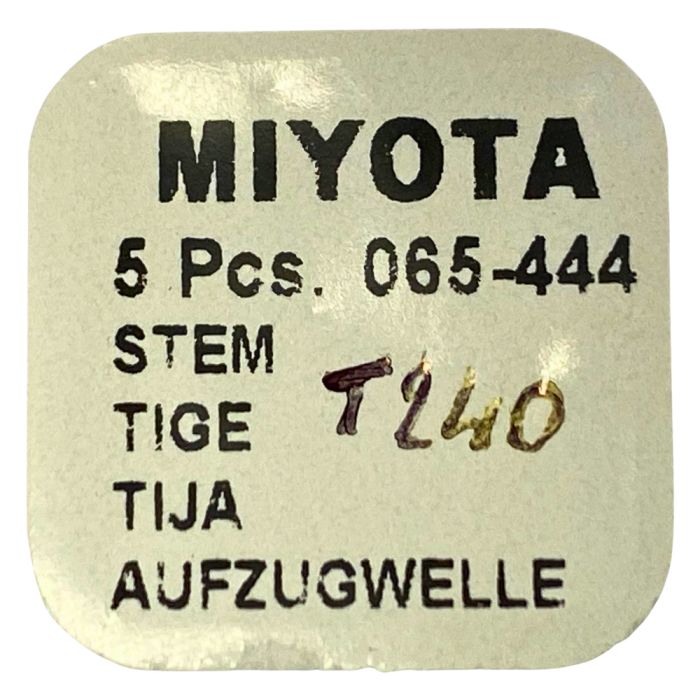 MIYOTA
5 Pcs. 065-444
STEM
TIGE T240
TIJA
AUFZUGWELLE